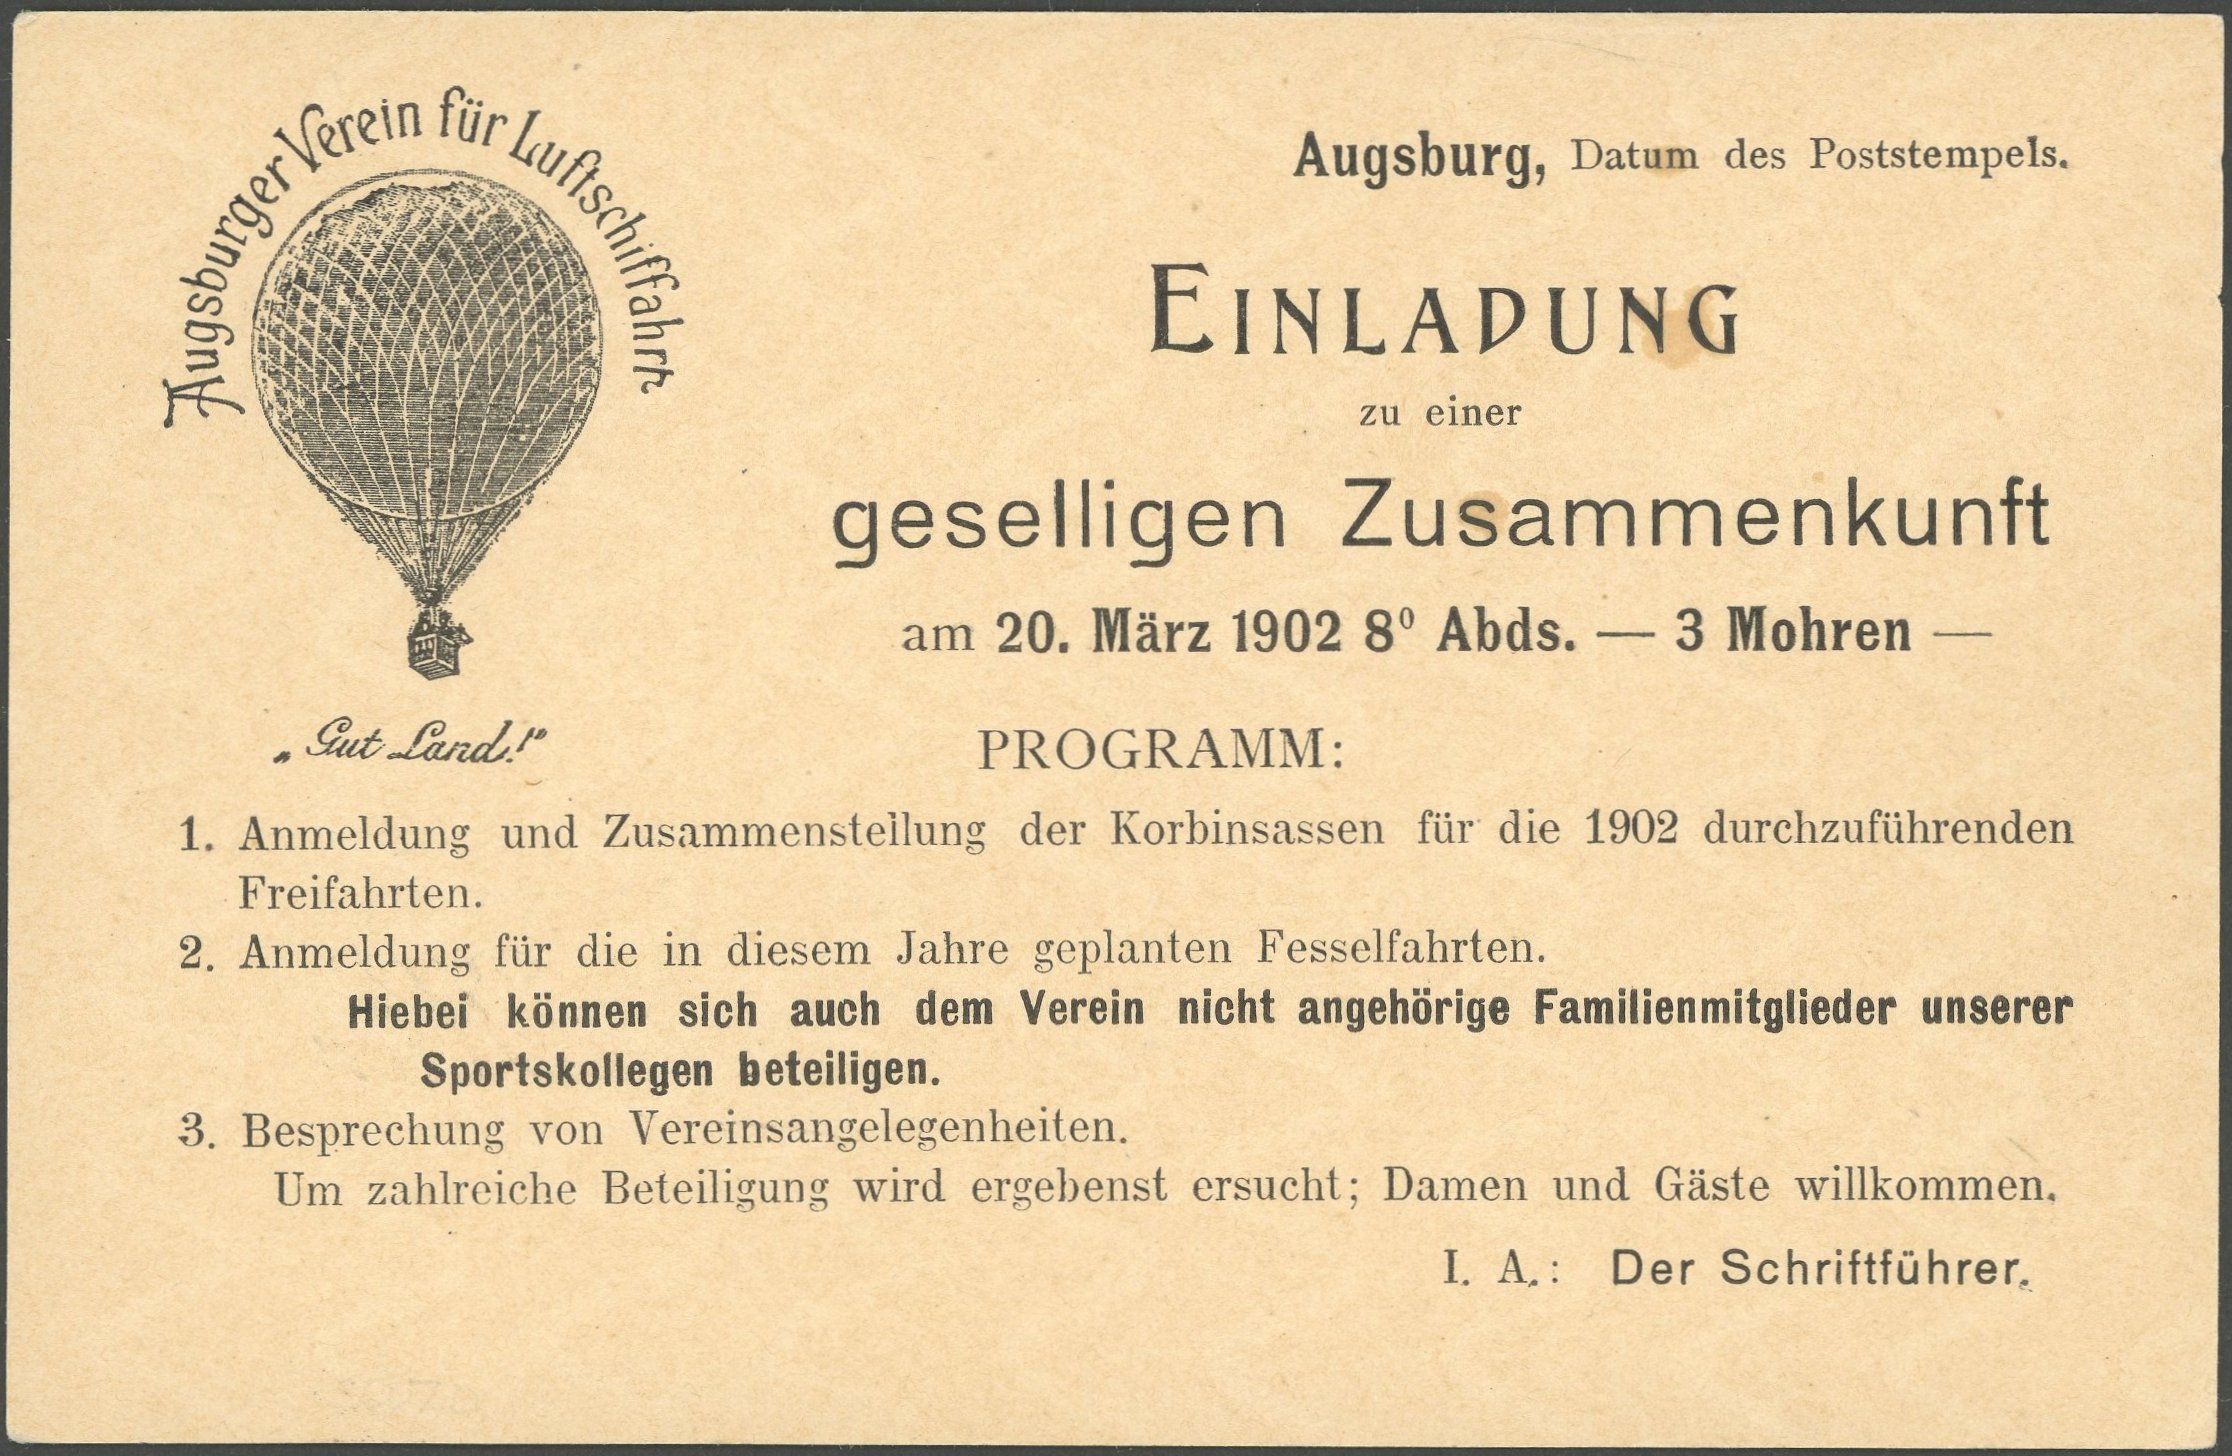 Augsburger Verein für Luftschiffahrt
„Gut Land!"
Augsburg, Datum des Poststempels.
EINLADUNG
zu einer
geselligen Zusammenkunft
am 20. März 1902 8⁰ Abds. — 3 Mohren —
PROGRAMM:
1. Anmeldung und Zusammenstellung der Korbinsassen für die 1902 durchzuführenden
Freifahrten.
2. Anmeldung für die in diesem Jahre geplanten Fesselfahrten.
Hiebei können sich auch dem Verein nicht angehörige Familienmitglieder unserer
Sportskollegen beteiligen.
3. Besprechung von Vereinsangelegenheiten.
Um zahlreiche Beteiligung wird ergebenst ersucht; Damen und Gäste willkommen.
I. A.: Der Schriftführer.